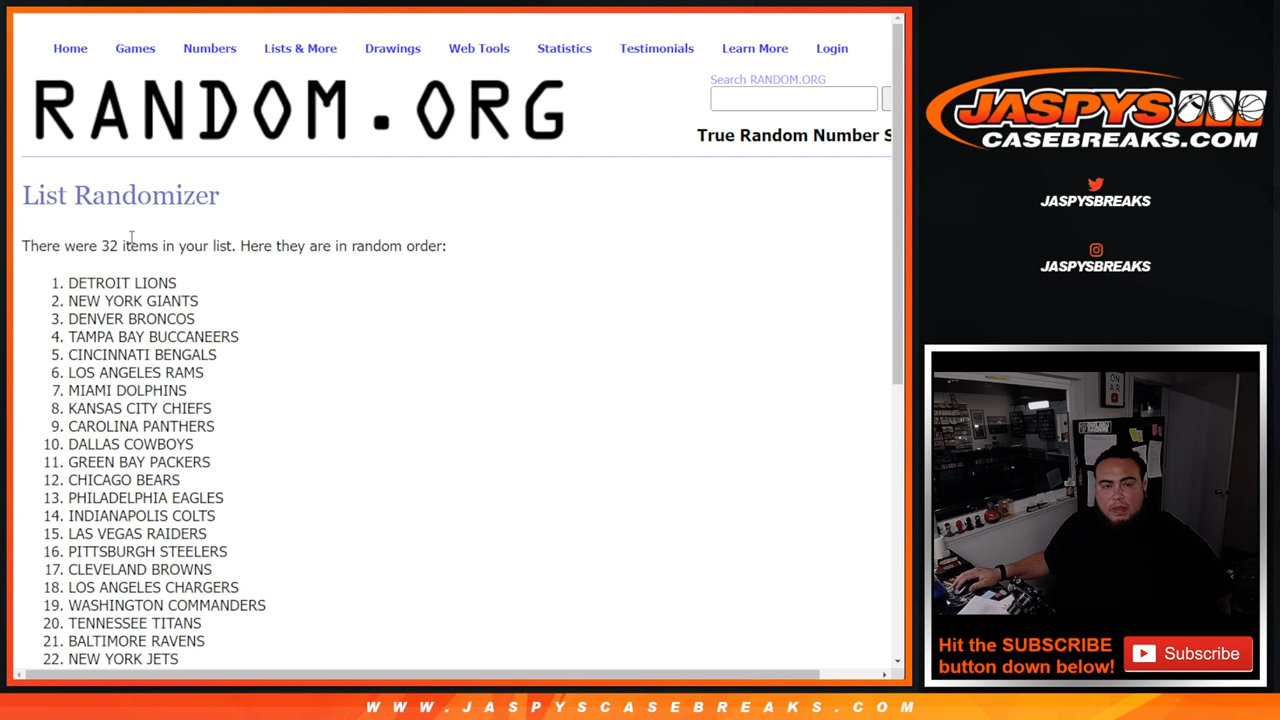 Home Games Numbers Lists & More Drawings Web Tools Statistics Testimonials Learn More Login
RANDOM.ORG
Search RANDOM.ORG
True Random Number S
List Randomizer
There were 32 items in your list. Here they are in random order:
1. DETROIT LIONS
2. NEW YORK GIANTS
3. DENVER BRONCOS
4. TAMPA BAY BUCCANEERS
5. CINCINNATI BENGALS
6. LOS ANGELES RAMS
7. MIAMI DOLPHINS
8. KANSAS CITY CHIEFS
9. CAROLINA PANTHERS
10. DALLAS COWBOYS
11. GREEN BAY PACKERS
12. CHICAGO BEARS
13. PHILADELPHIA EAGLES
14. INDIANAPOLIS COLTS
15. LAS VEGAS RAIDERS
16. PITTSBURGH STEELERS
17. CLEVELAND BROWNS
18. LOS ANGELES CHARGERS
19. WASHINGTON COMMANDERS
20. TENNESSEE TITANS
21. BALTIMORE RAVENS
22. NEW YORK JETS
JASPYS
CASEBREAKS.COM
JASPYSBREAKS
JASPYSBREAKS
ON
AIR
Hit the SUBSCRIBE
button down below!
Subscribe
WWW.JASPYSCASEBREAKS.COM